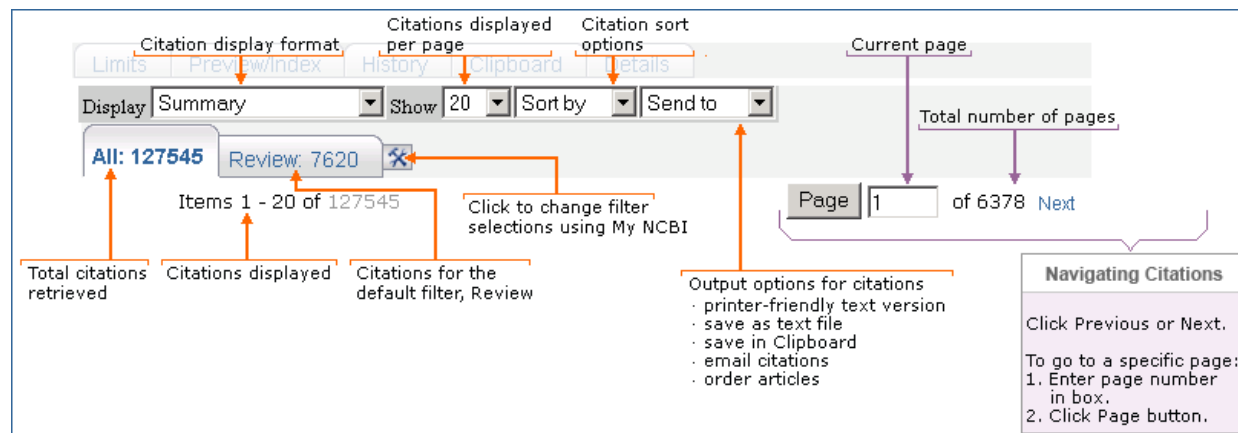 Citation display format
Citations displayed
per page
Citation sort
options
Current page
Limits Preview/Index History Clipboard Details
Display Summary Show 20 Sort by Send to
Total number of pages
All: 127545 Review: 7620
Items 1 - 20 of 127545
Click to change filter
selections using My NCBI
Page 1 of 6378 Next
Total citations
retrieved
Citations displayed
Citations for the
default filter, Review
Output options for citations
· printer-friendly text version
· save as text file
· save in Clipboard
· email citations
· order articles
Navigating Citations
Click Previous or Next.
To go to a specific page:
1. Enter page number
in box.
2. Click Page button.